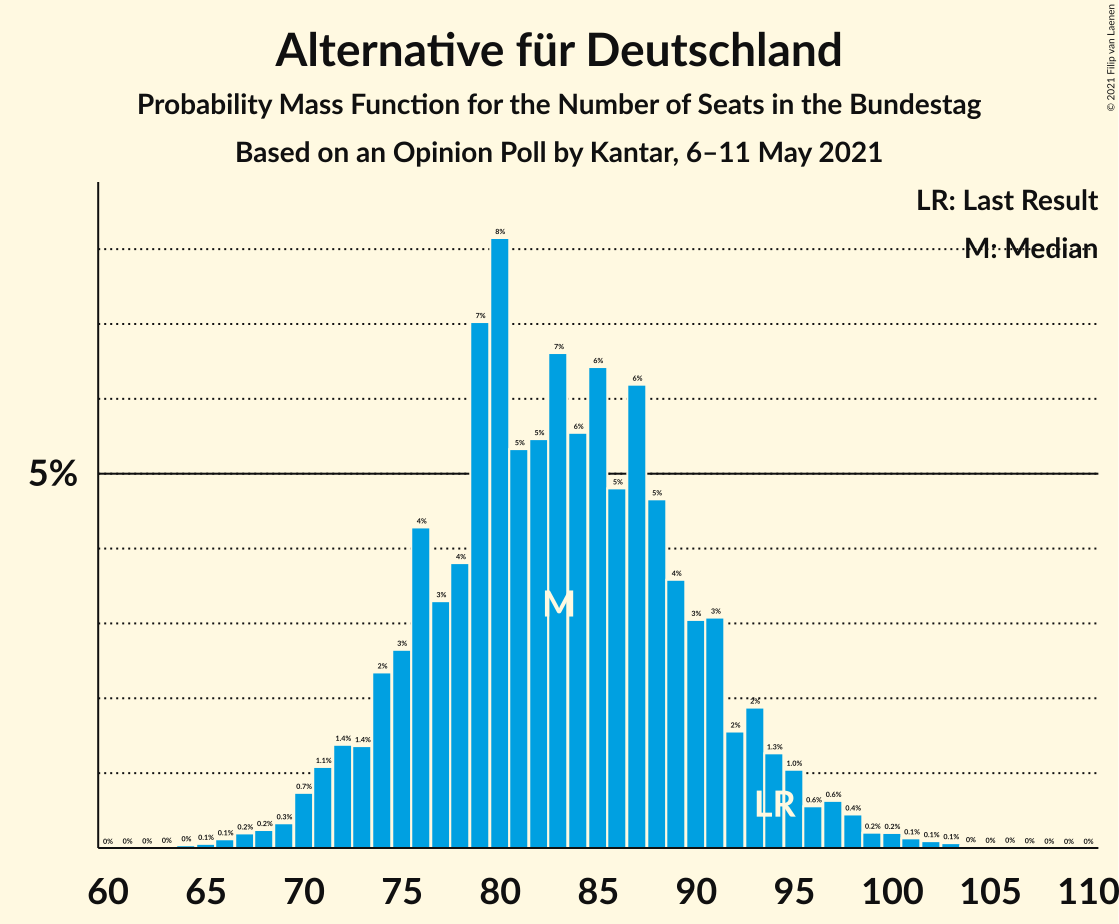 Alternative für Deutschland
Probability Mass Function for the Number of Seats in the Bundestag
Based on an Opinion Poll by Kantar, 6–11 May 2021
© 2021 Filip van Laenen
LR: Last Result
M: Median
5%
0% 0% 0% 0% 0% 0.1% 0.1% 0.2% 0.2% 0.3% 0.7% 1.1% 1.4% 1.4% 2% 3% 4% 3% 4% 7% 8% 5% 5% 7% 6% 6% 5% 6% 5% 4% 3% 3% 2% 2% 1.3% 1.0% 0.6% 0.6% 0.4% 0.2% 0.2% 0.1% 0.1% 0.1% 0% 0% 0% 0% 0% 0% 0%
M
LR
60 65 70 75 80 85 90 95 100 105 110